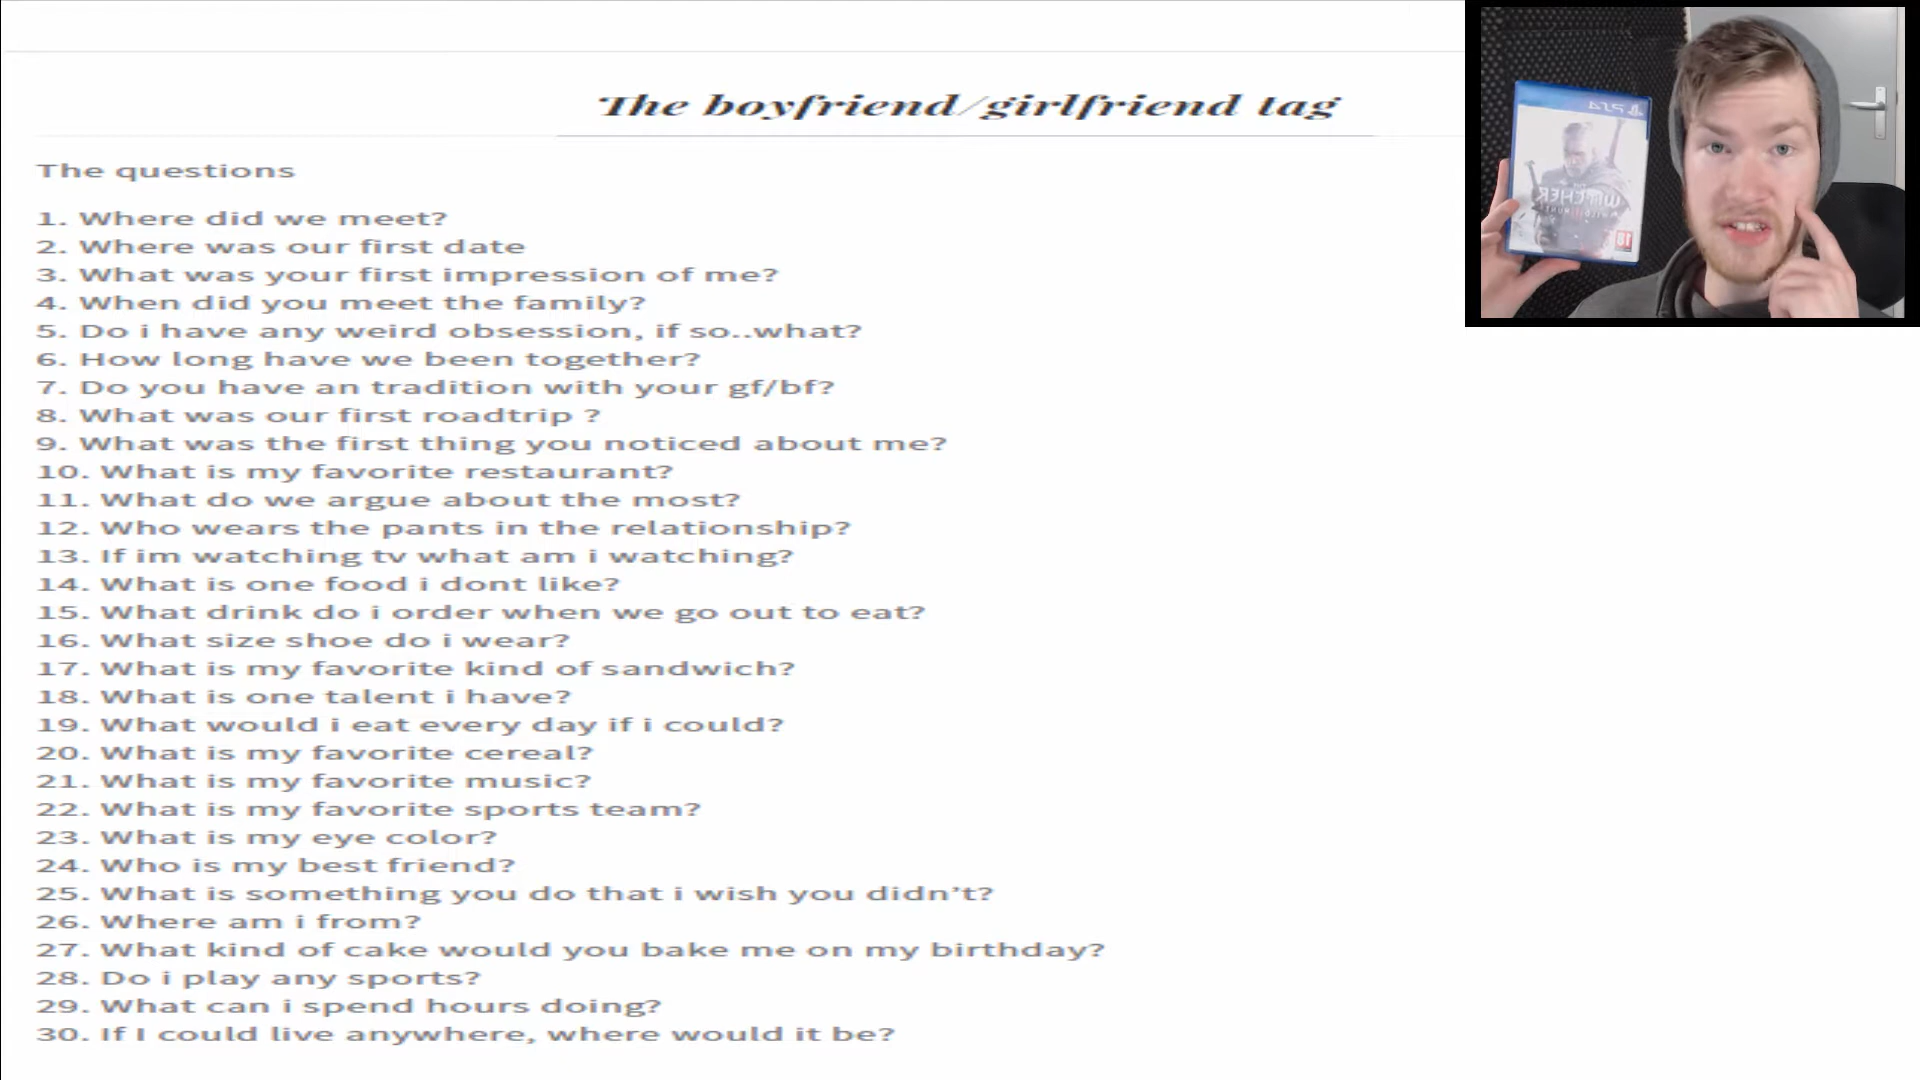 The boyfriend/girlfriend tag
The questions
1. Where did we meet?
2. Where was our first date
3. What was your first impression of me?
4. When did you meet the family?
5. Do i have any weird obsession, if so..what?
6. How long have we been together?
7. Do you have an tradition with your gf/bf?
8. What was our first roadtrip ?
9. What was the first thing you noticed about me?
10. What is my favorite restaurant?
11. What do we argue about the most?
12. Who wears the pants in the relationship?
13. If im watching tv what am i watching?
14. What is one food i dont like?
15. What drink do i order when we go out to eat?
16. What size shoe do i wear?
17. What is my favorite kind of sandwich?
18. What is one talent i have?
19. What would i eat every day if i could?
20. What is my favorite cereal?
21. What is my favorite music?
22. What is my favorite sports team?
23. What is my eye color?
24. Who is my best friend?
25. What is something you do that i wish you didn’t?
26. Where am i from?
27. What kind of cake would you bake me on my birthday?
28. Do i play any sports?
29. What can i spend hours doing?
30. If I could live anywhere, where would it be?
PS4
THE
WITCHER
WILD HUNT
18